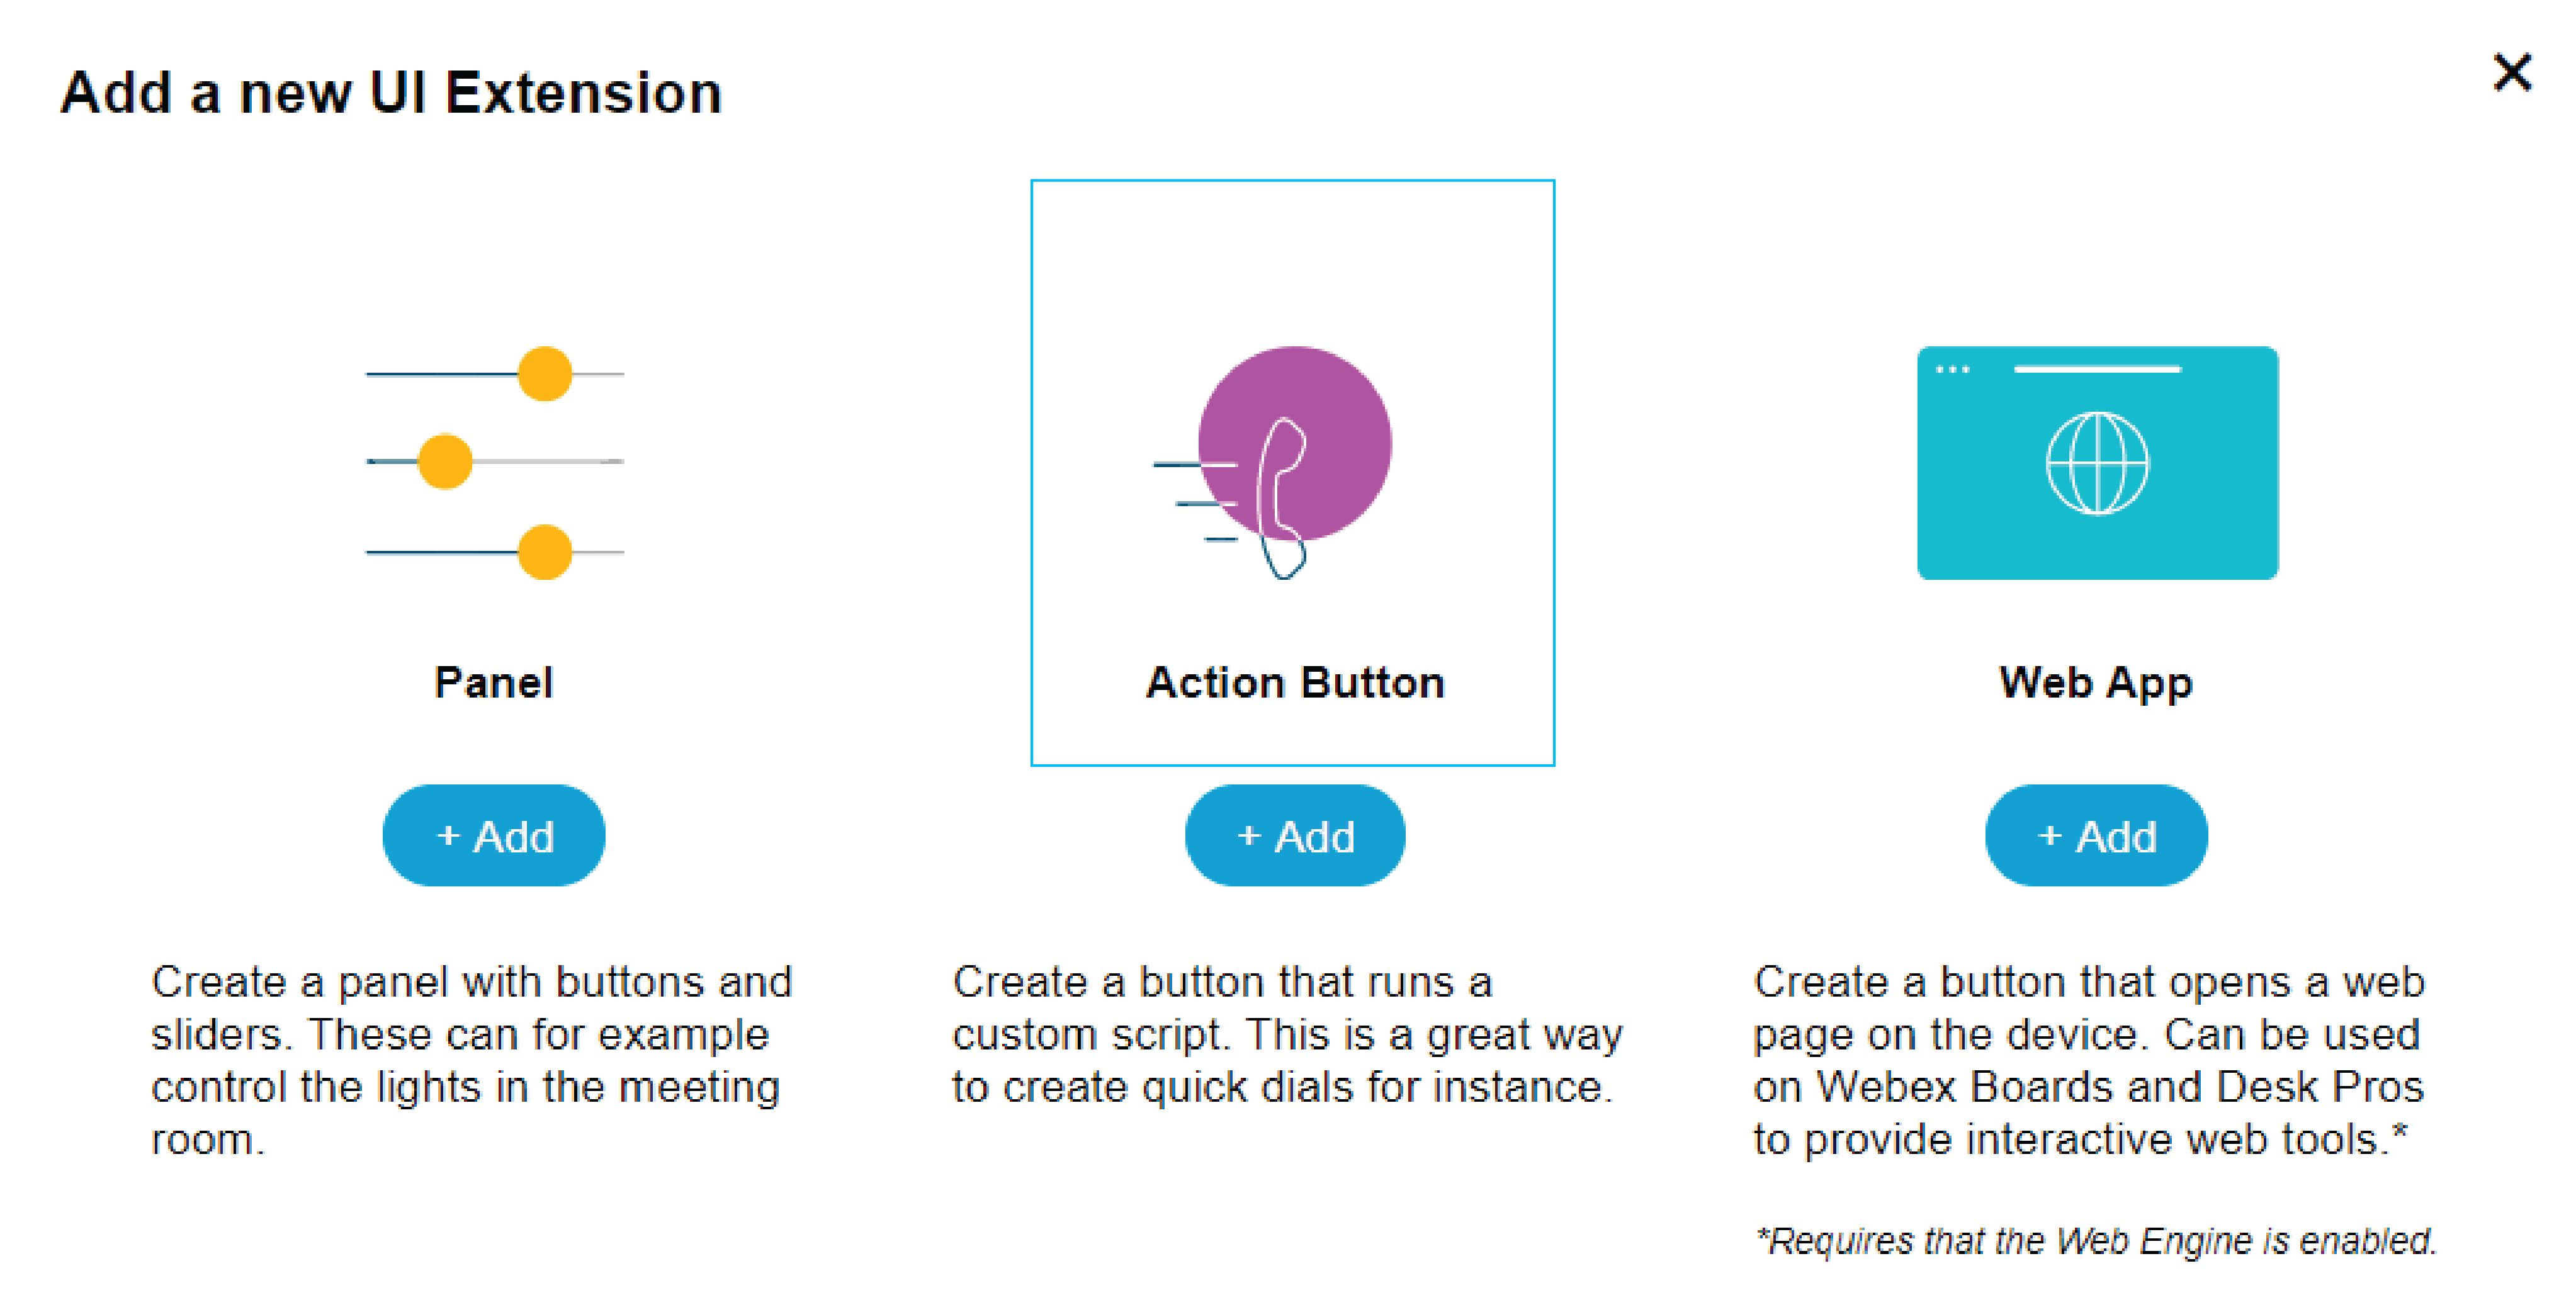 Add a new UI Extension
Panel
+ Add
Create a panel with buttons and
sliders. These can for example
control the lights in the meeting
room.
Action Button
+ Add
Create a button that runs a
custom script. This is a great way
to create quick dials for instance.
Web App
+ Add
Create a button that opens a web
page on the device. Can be used
on Webex Boards and Desk Pros
to provide interactive web tools.*
*Requires that the Web Engine is enabled.